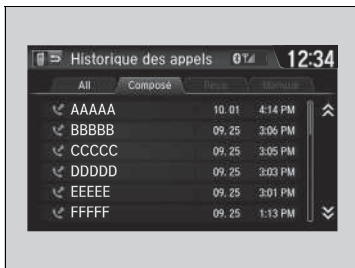 Historique des appels 12:34
All Composé Reçus Manqué
AAAAA 10. 01 4:14 PM
BBBBB 09. 25 3:06 PM
CCCCC 09. 25 3:05 PM
DDDDD 09. 25 3:03 PM
EEEEE 09. 25 3:01 PM
FFFFF 09. 25 1:13 PM